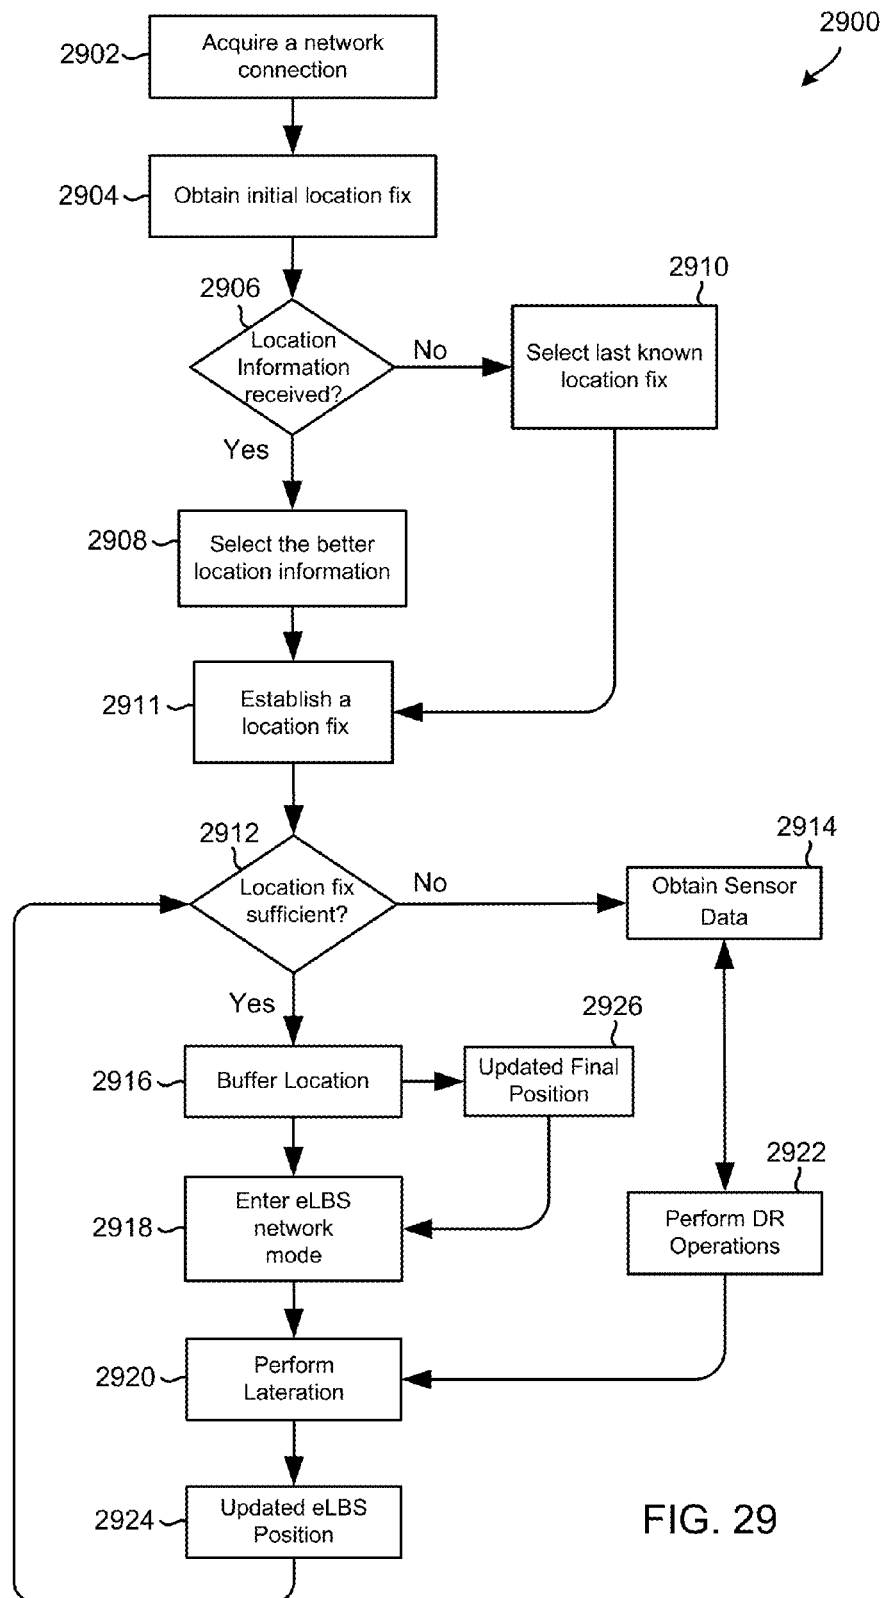 2900
2902
Acquire a network
connection
2904
Obtain initial location fix
2906
Location
Information
received?
No
2910
Select last known
location fix
Yes
2908
Select the better
location information
2911
Establish a
location fix
2912
Location fix
sufficient?
No
2914
Obtain Sensor
Data
Yes
2916
Buffer Location
2926
Updated Final
Position
2918
Enter eLBS
network
mode
2922
Perform DR
Operations
2920
Perform
Lateration
2924
Updated eLBS
Position
FIG. 29